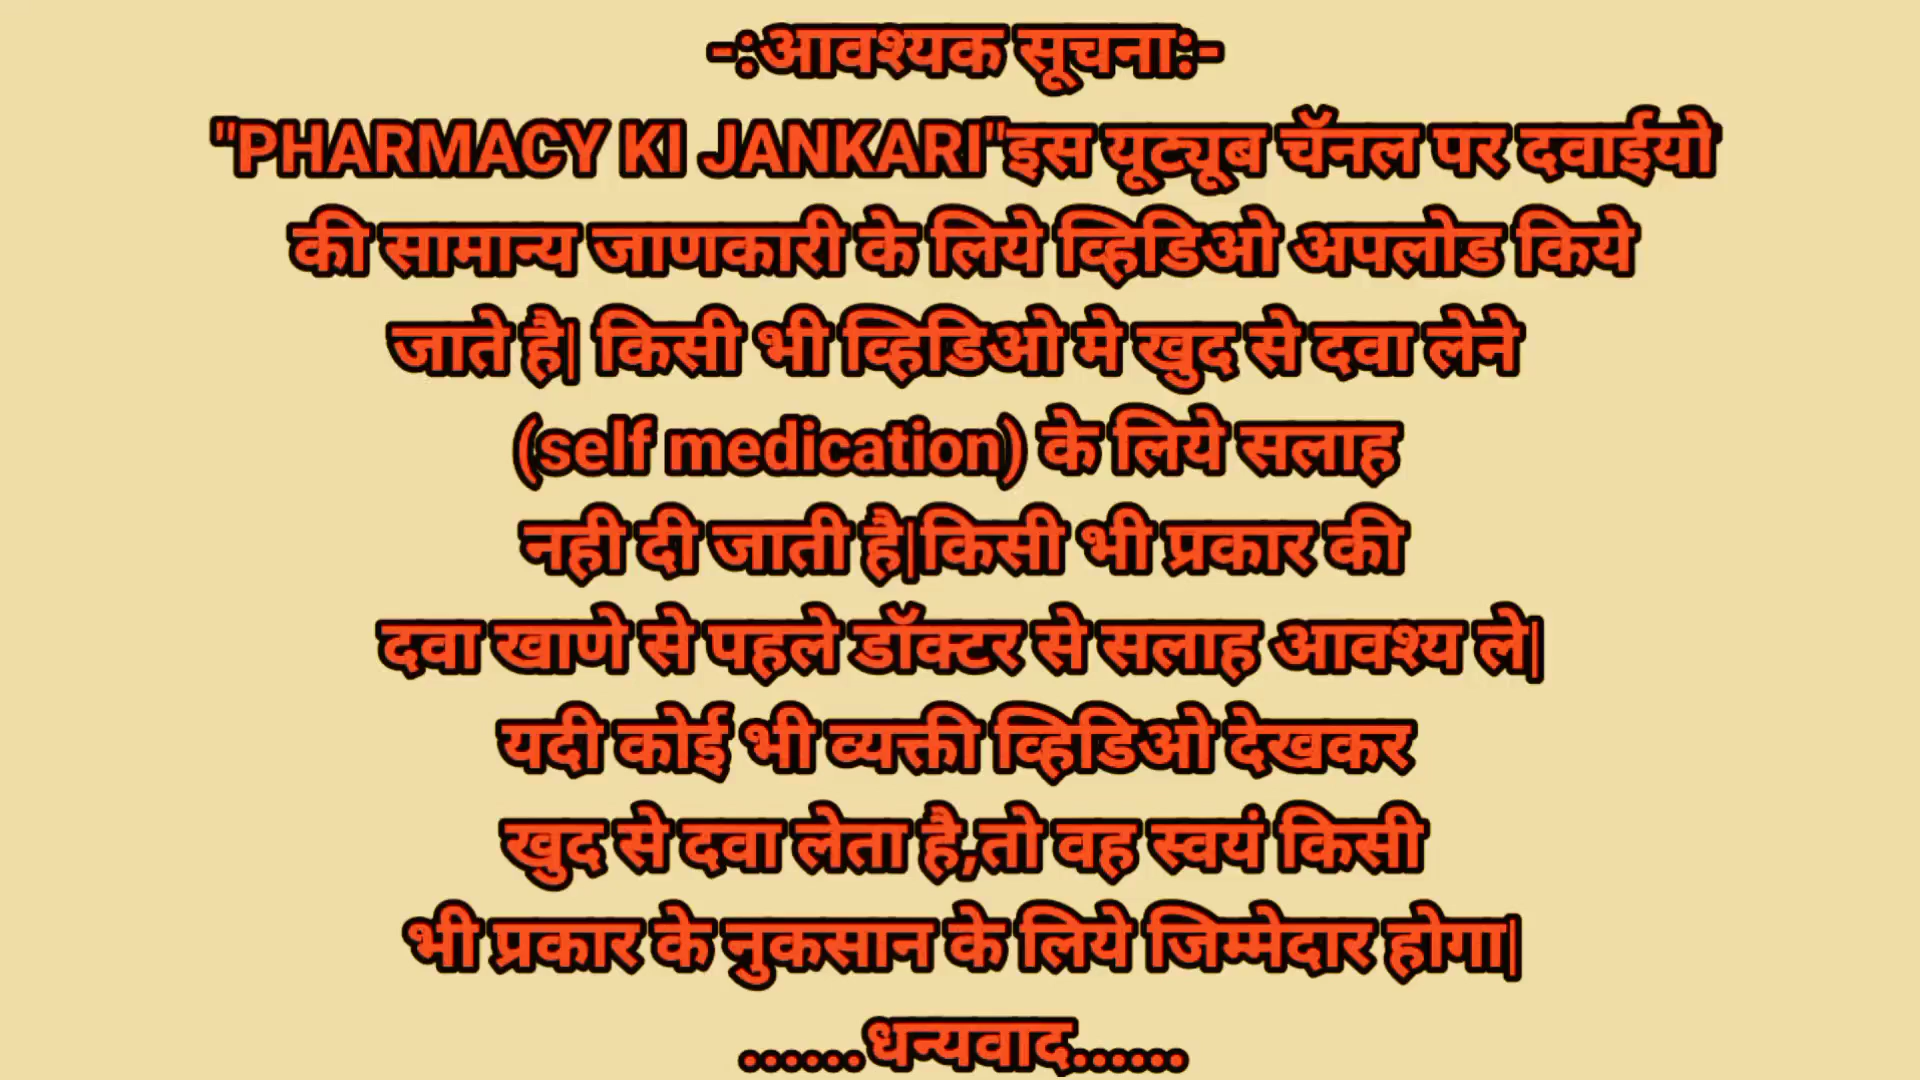 -:आवश्यक सूचना:-
"PHARMACY KI JANKARI"इस यूट्यूब चॅनल पर दवाईयो
की सामान्य जाणकारी के लिये व्हिडिओ अपलोड किये
जाते है| किसी भी व्हिडिओ मे खुद से दवा लेने
(self medication) के लिये सलाह
नही दी जाती है|किसी भी प्रकार की
दवा खाणे से पहले डॉक्टर से सलाह आवश्य ले|
यदी कोई भी व्यक्ती व्हिडिओ देखकर
खुद से दवा लेता है,तो वह स्वयं किसी
भी प्रकार के नुकसान के लिये जिम्मेदार होगा|
......धन्यवाद......